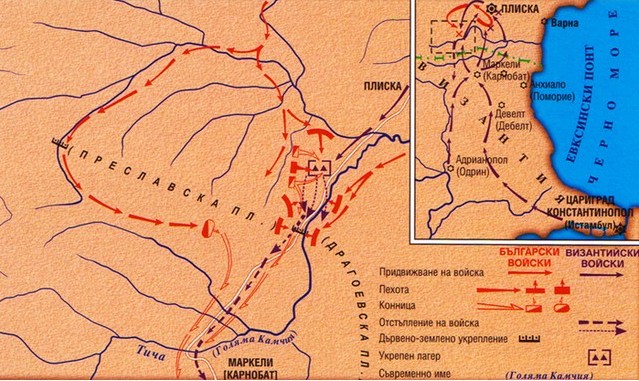 ПЛИСКА
Варна
Маркели
(Карнобат)
ВИЗАНТИЯ
Анхиало
(Поморие)
Девелт
(Дебелт)
Адрианопол
(Одрин)
ЕВКСИНСКИ ПОНТ
ЧЕРНО МОРЕ
ЦАРИГРАД
КОНСТАНТИНОПОЛ
(Истамбул)
ПЛИСКА
ПРЕСЛАВСКА ПЛ.
ДРАГОЕВСКА ПЛ.
Тича
(Голяма Камчия)
МАРКЕЛИ
[КАРНОБАТ]
БЪЛГАРСКИ
ВОЙСКИ
ВИЗАНТИЙСКИ
ВОЙСКИ
Придвижване на войска
Пехота
Конница
Отстъпление на войска
Дървено-землено укрепление
Укрепен лагер
Съвременно име
(Голяма Камчия)